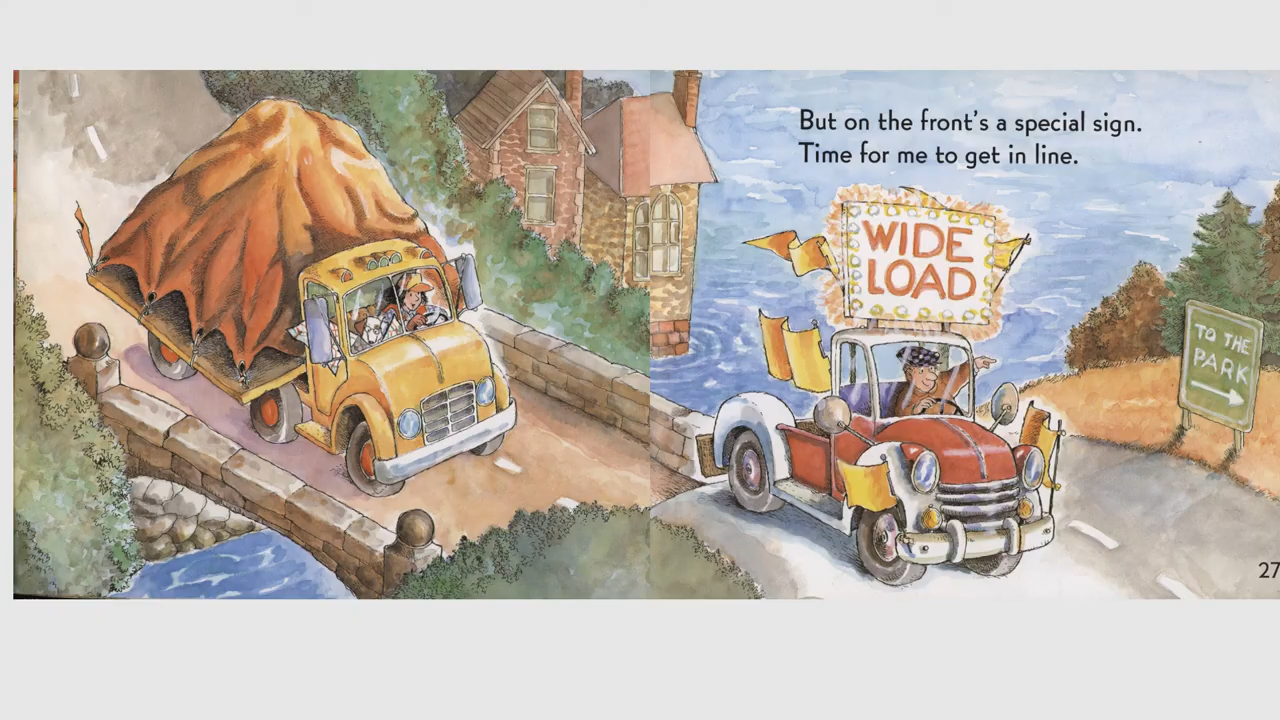 But on the front's a special sign.
Time for me to get in line.
WIDE
LOAD
TO THE
PARK
27